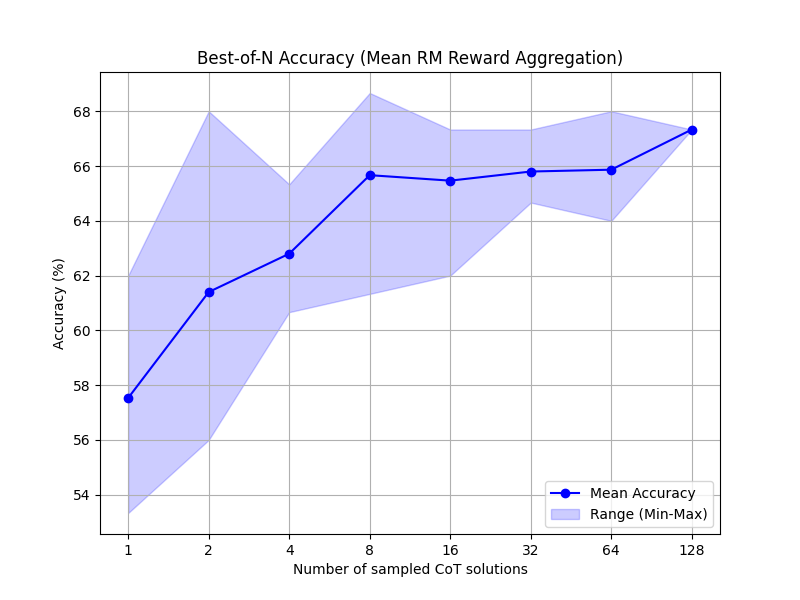 Best-of-N Accuracy (Mean RM Reward Aggregation)
Accuracy (%)
68
66
64
62
60
58
56
54
Mean Accuracy
Range (Min-Max)
1 2 4 8 16 32 64 128
Number of sampled CoT solutions